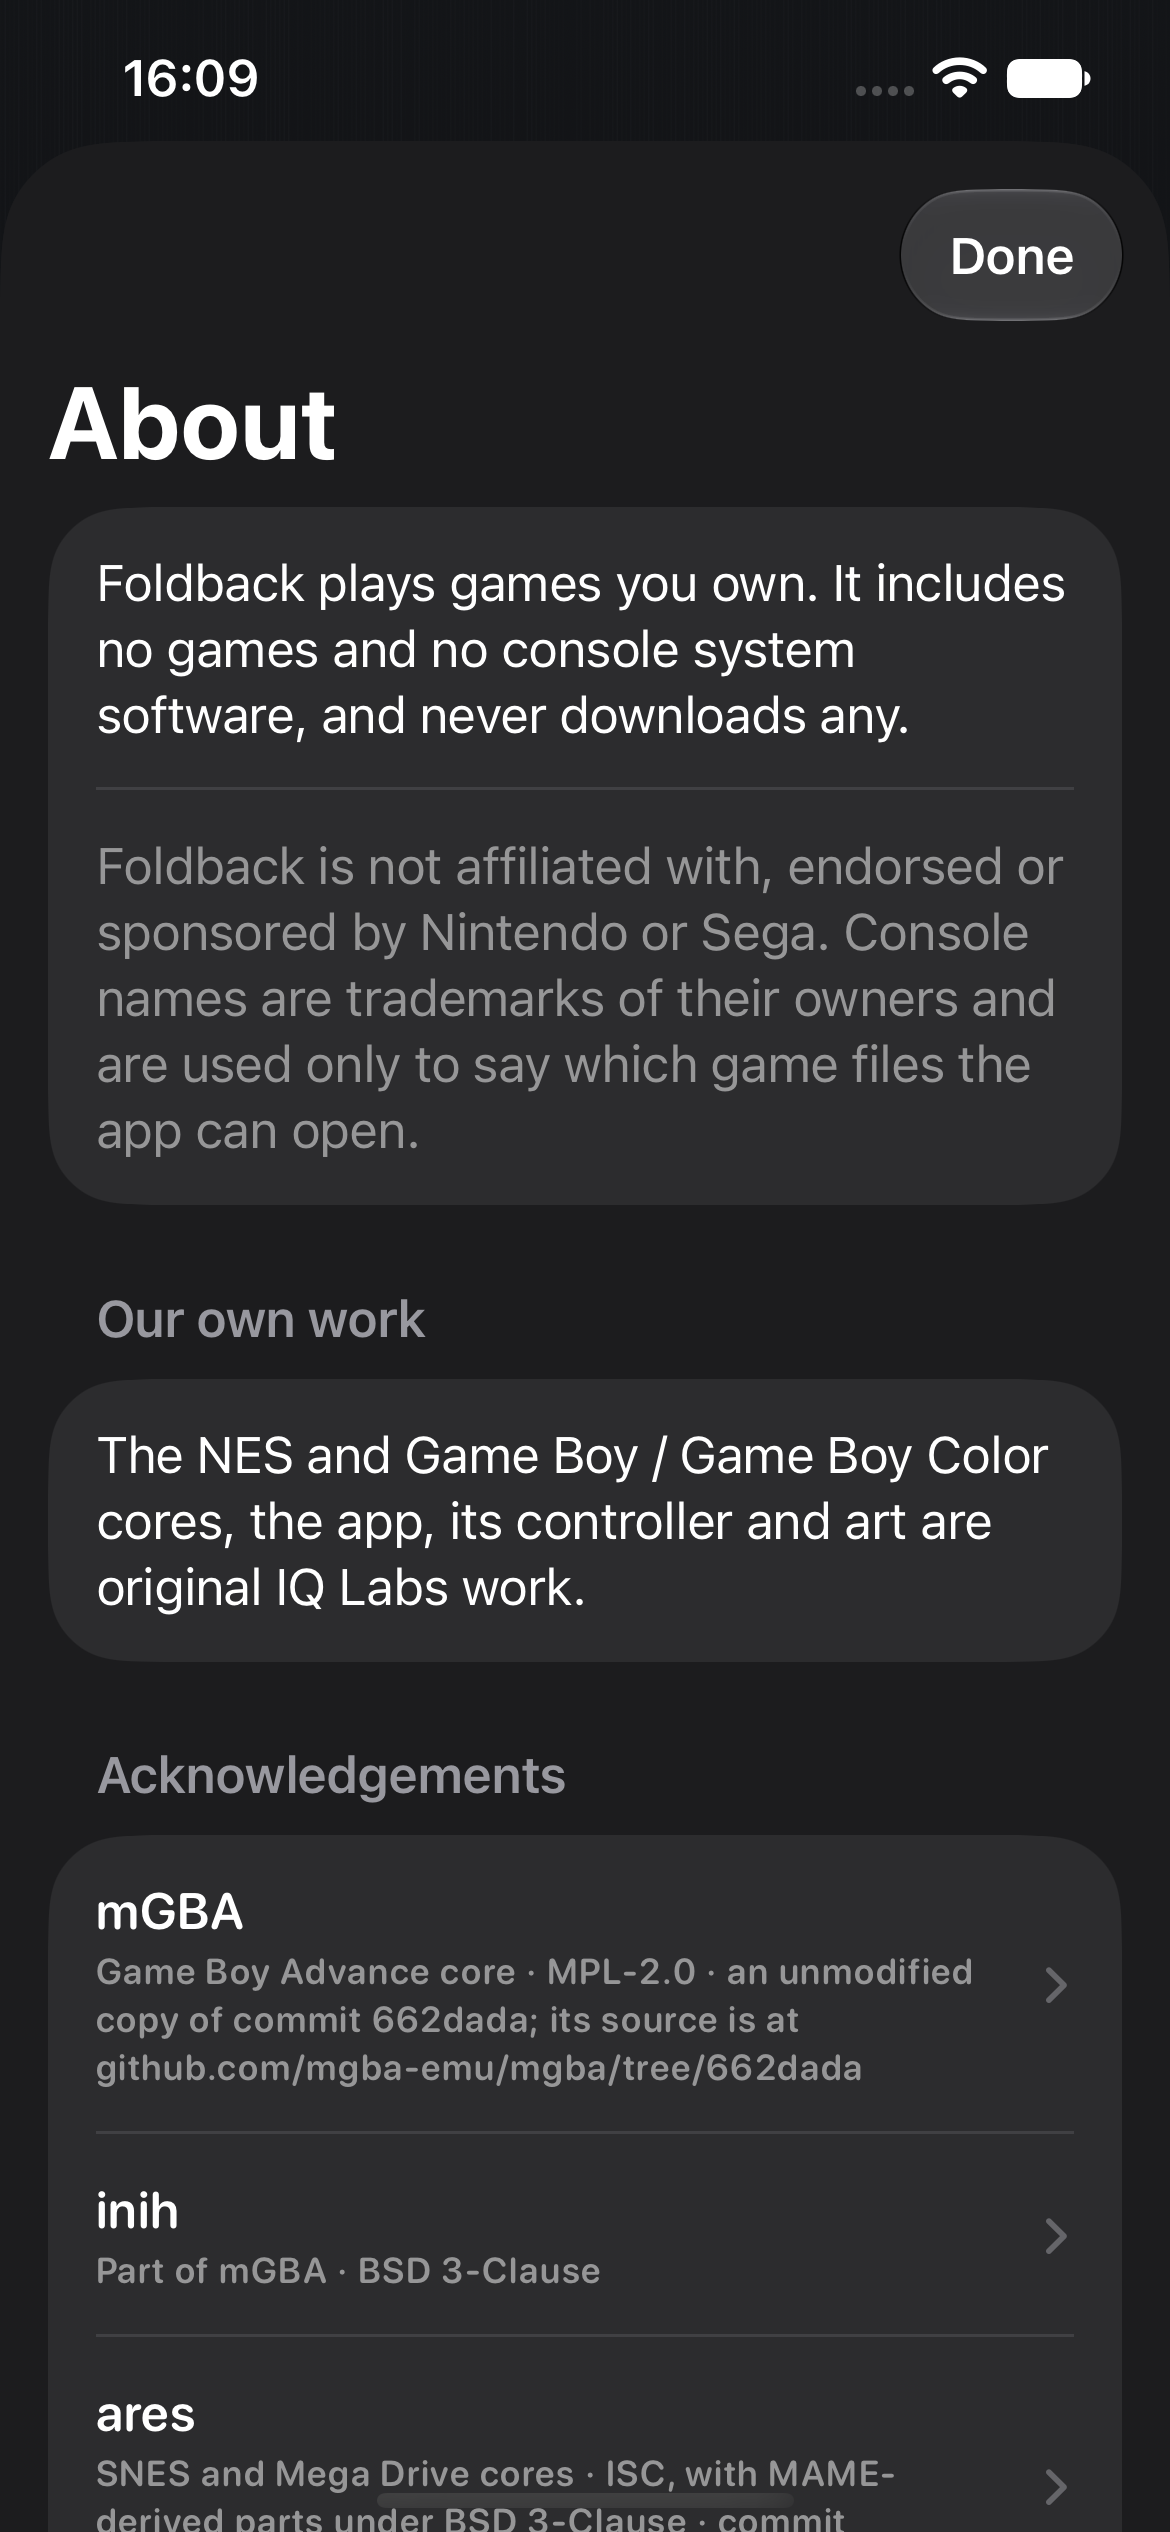 16:09
Done
About
Foldback plays games you own. It includes
no games and no console system
software, and never downloads any.
Foldback is not affiliated with, endorsed or
sponsored by Nintendo or Sega. Console
names are trademarks of their owners and
are used only to say which game files the
app can open.
Our own work
The NES and Game Boy / Game Boy Color
cores, the app, its controller and art are
original IQ Labs work.
Acknowledgements
mGBA
Game Boy Advance core · MPL-2.0 · an unmodified
copy of commit 662dada; its source is at
github.com/mgba-emu/mgba/tree/662dada
inih
Part of mGBA · BSD 3-Clause
ares
SNES and Mega Drive cores · ISC, with MAME-
derived parts under BSD 3-Clause · commit